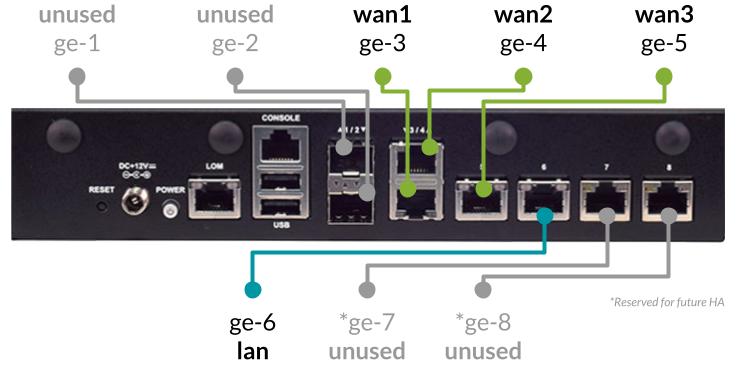 unused
ge-1
unused
ge-2
wan1
ge-3
wan2
ge-4
wan3
ge-5
CONSOLE
▲1/2▼
▼3/4▲
DC+12V
LOM
5
6
7
8
RESET
POWER
USB
ge-6
lan
*ge-7
unused
*ge-8
unused
*Reserved for future HA